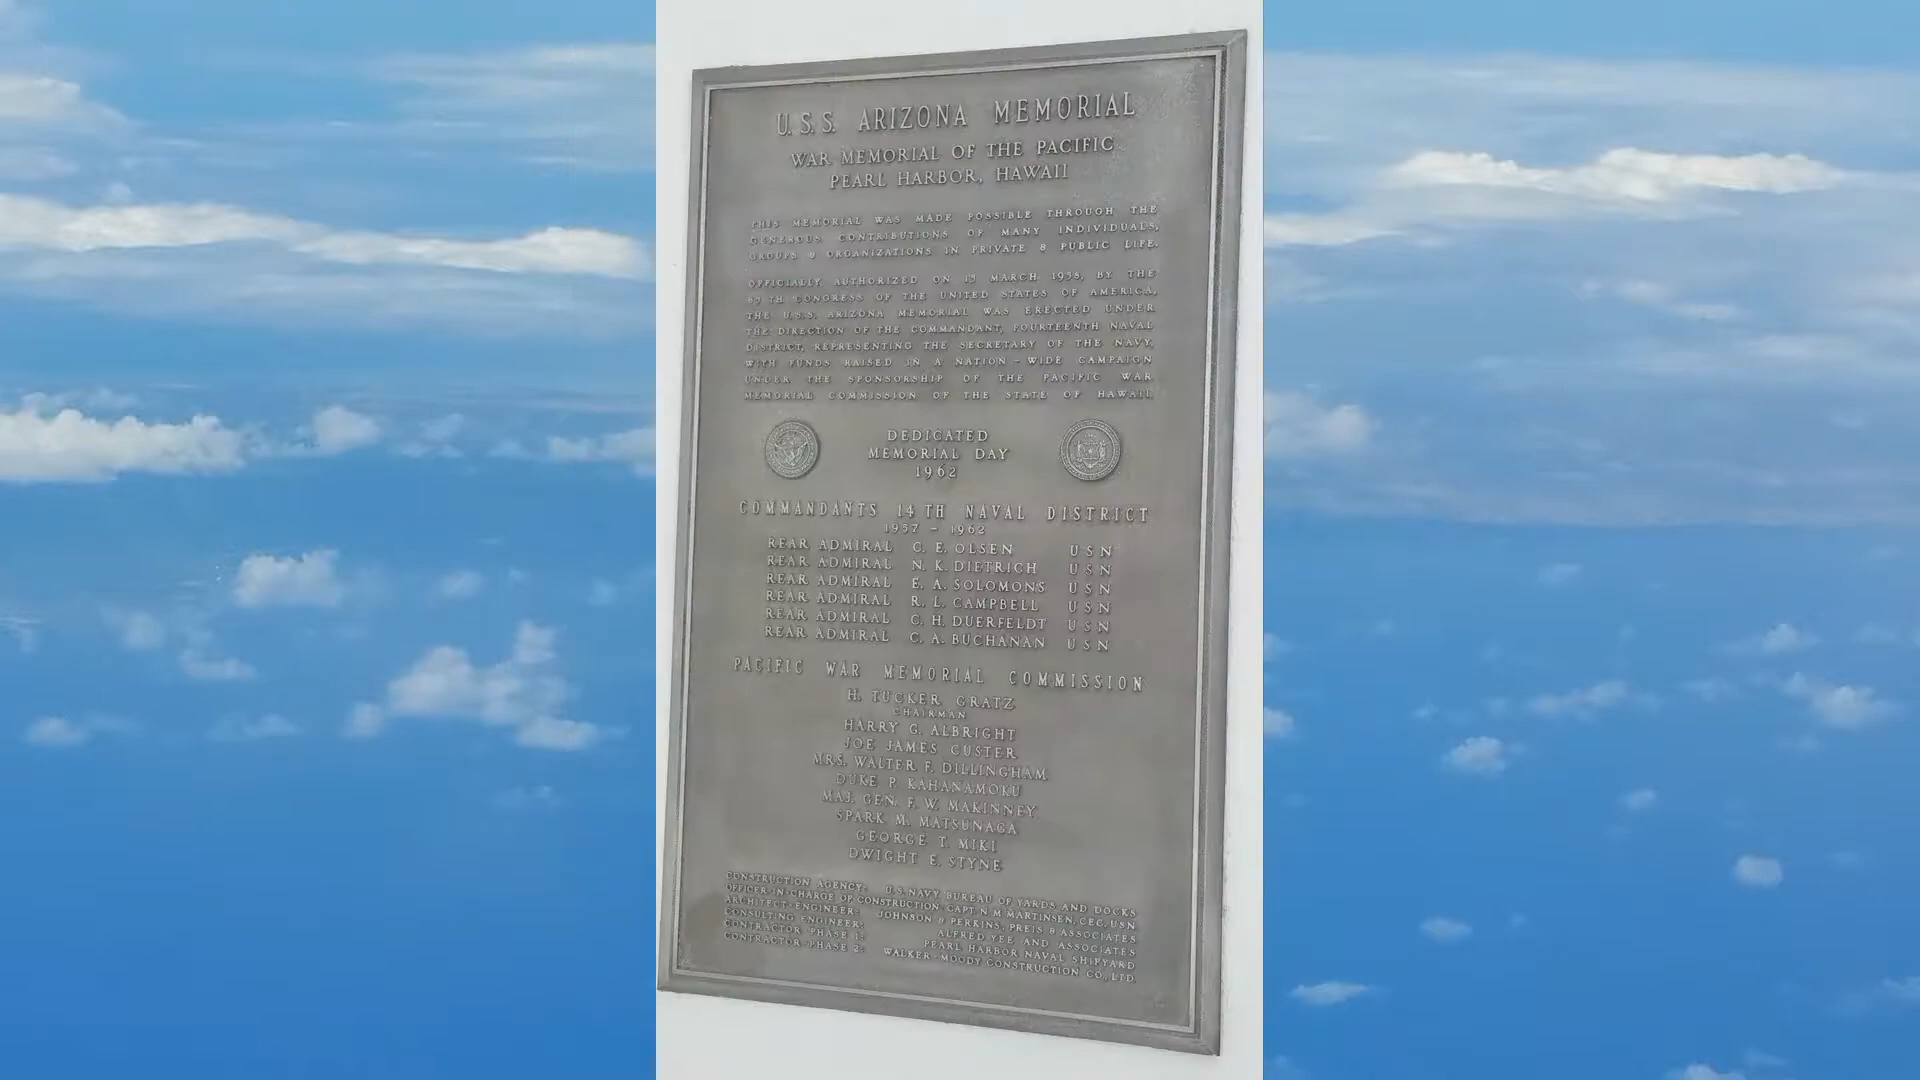 U.S.S. ARIZONA MEMORIAL
WAR MEMORIAL OF THE PACIFIC
PEARL HARBOR, HAWAII
THIS MEMORIAL WAS MADE POSSIBLE THROUGH THE
GENEROUS CONTRIBUTIONS OF MANY INDIVIDUALS,
GROUPS & ORGANIZATIONS IN PRIVATE & PUBLIC LIFE.
OFFICIALLY AUTHORIZED ON 15 MARCH 1958, BY THE
85 TH CONGRESS OF THE UNITED STATES OF AMERICA,
THE U.S.S. ARIZONA MEMORIAL WAS ERECTED UNDER
THE DIRECTION OF THE COMMANDANT, FOURTEENTH NAVAL
DISTRICT, REPRESENTING THE SECRETARY OF THE NAVY,
WITH FUNDS RAISED IN A NATION - WIDE CAMPAIGN
UNDER THE SPONSORSHIP OF THE PACIFIC WAR
MEMORIAL COMMISSION OF THE STATE OF HAWAII.
DEDICATED
MEMORIAL DAY
1962
COMMANDANTS 14 TH NAVAL DISTRICT
1957 - 1962
REAR ADMIRAL C. E. OLSEN USN
REAR ADMIRAL N. K. DIETRICH USN
REAR ADMIRAL E. A. SOLOMONS USN
REAR ADMIRAL R. L. CAMPBELL USN
REAR ADMIRAL C. H. DUERFELDT USN
REAR ADMIRAL C. A. BUCHANAN USN
PACIFIC WAR MEMORIAL COMMISSION
H. TUCKER GRATZ
CHAIRMAN
HARRY G. ALBRIGHT
JOE JAMES CUSTER
MRS. WALTER F. DILLINGHAM
DUKE P. KAHANAMOKU
MAJ. GEN. F. W. MAKINNEY
SPARK M. MATSUNAGA
GEORGE T. MIKI
DWIGHT E. STYNE
CONSTRUCTION AGENCY: U.S. NAVY BUREAU OF YARDS AND DOCKS
OFFICER-IN-CHARGE OF CONSTRUCTION, CAPT. N M MARTINSEN, CEC, USN
ARCHITECT-ENGINEER: JOHNSON & PERKINS, PREIS & ASSOCIATES
CONSULTING ENGINEER: ALFRED YEE AND ASSOCIATES
CONTRACTOR PHASE 1: PEARL HARBOR NAVAL SHIPYARD
CONTRACTOR PHASE 2: WALKER-MOODY CONSTRUCTION CO., LTD.